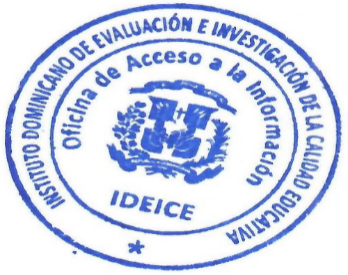 INSTITUTO DOMINICANO DE EVALUACIÓN E INVESTIGACIÓN DE LA CALIDAD EDUCATIVA
Oficina de Acceso a la Información
IDEICE